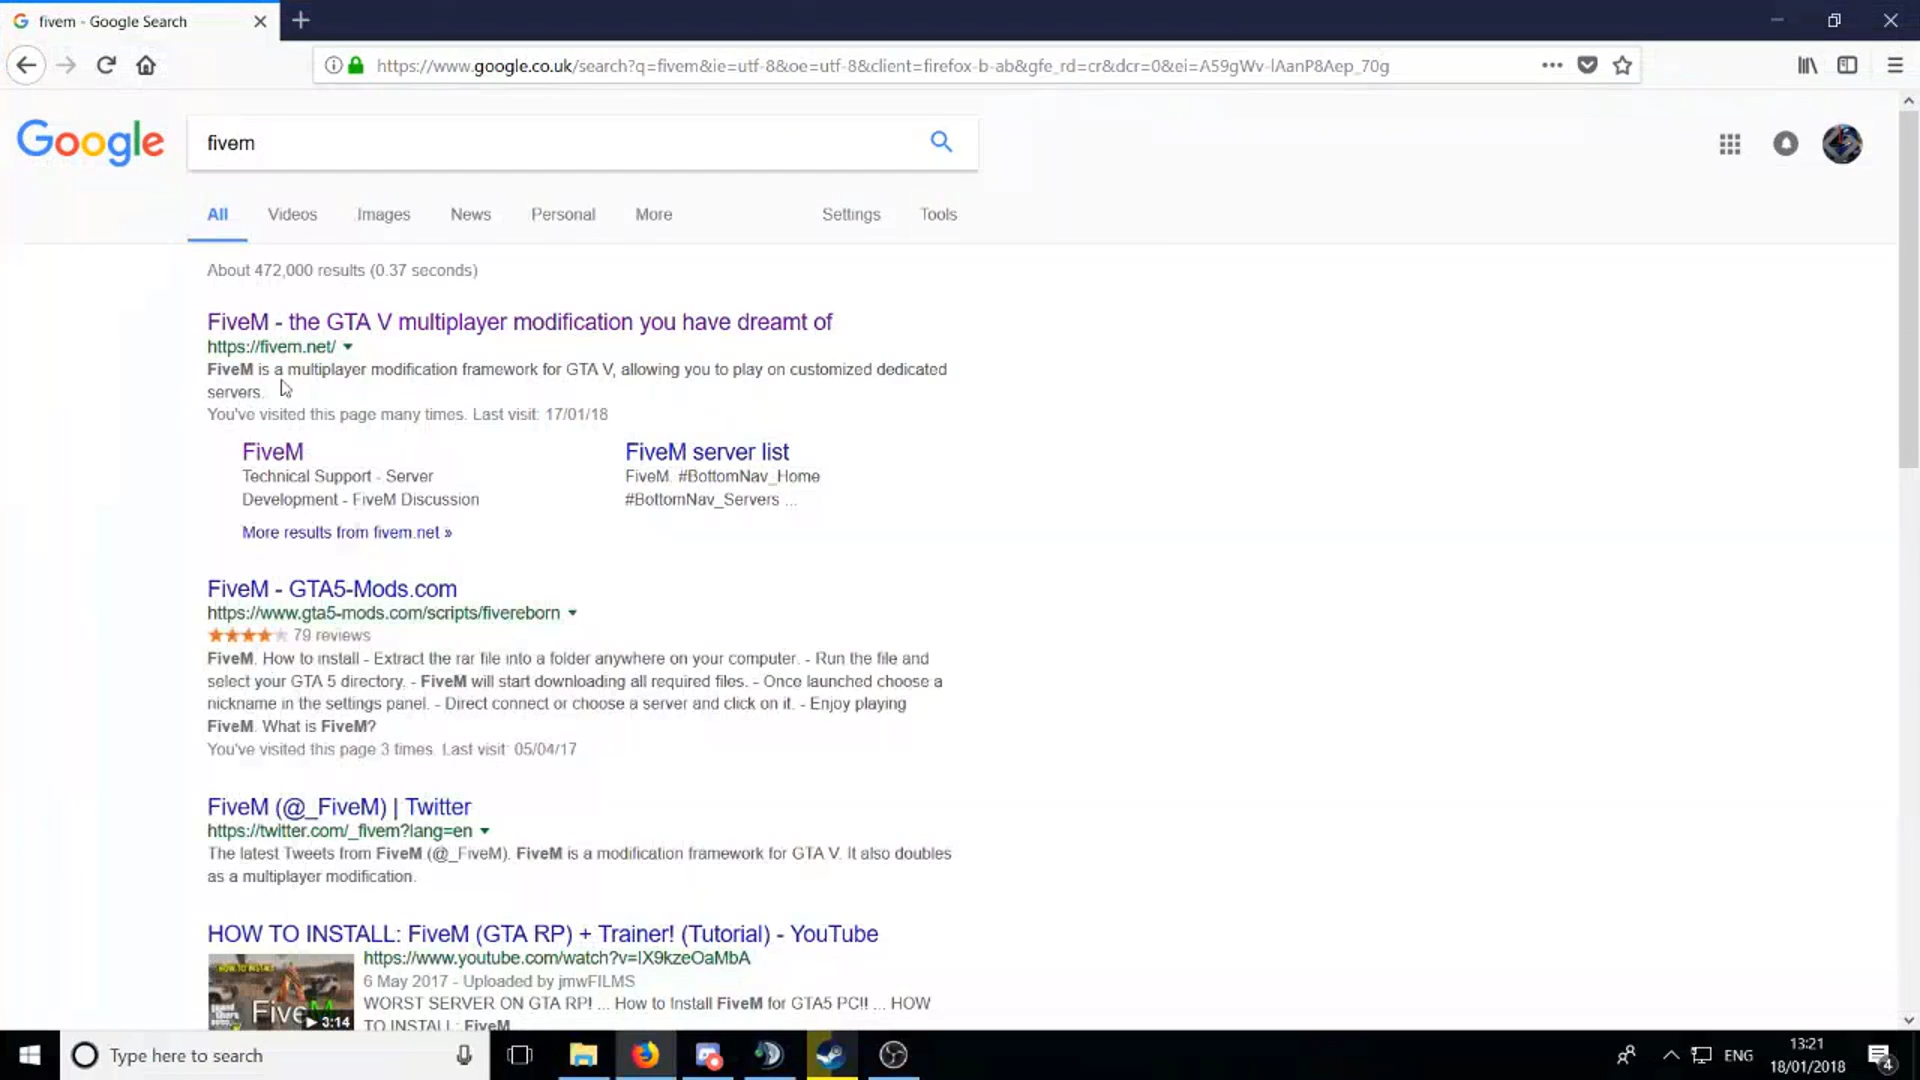 fivem - Google Search
https://www.google.co.uk/search?q=fivem&ie=utf-8&oe=utf-8&client=firefox-b-ab&gfe_rd=cr&dcr=0&ei=A59gWv-lAanP8Aep_70g
Google
fivem
All Videos Images News Personal More Settings Tools
About 472,000 results (0.37 seconds)
FiveM - the GTA V multiplayer modification you have dreamt of
https://fivem.net/
FiveM is a multiplayer modification framework for GTA V, allowing you to play on customized dedicated
servers.
You've visited this page many times. Last visit: 17/01/18
FiveM FiveM server list
Technical Support - Server FiveM. #BottomNav_Home
Development - FiveM Discussion #BottomNav_Servers ...
More results from fivem.net »
FiveM - GTA5-Mods.com
https://www.gta5-mods.com/scripts/fivereborn
79 reviews
FiveM. How to install - Extract the rar file into a folder anywhere on your computer. - Run the file and
select your GTA 5 directory. - FiveM will start downloading all required files. - Once launched choose a
nickname in the settings panel. - Direct connect or choose a server and click on it. - Enjoy playing
FiveM. What is FiveM?
You've visited this page 3 times. Last visit: 05/04/17
FiveM (@_FiveM) | Twitter
https://twitter.com/_fivem?lang=en
The latest Tweets from FiveM (@_FiveM). FiveM is a modification framework for GTA V. It also doubles
as a multiplayer modification.
HOW TO INSTALL: FiveM (GTA RP) + Trainer! (Tutorial) - YouTube
https://www.youtube.com/watch?v=IX9kzeOaMbA
6 May 2017 - Uploaded by jmwFILMS
WORST SERVER ON GTA RP! ... How to Install FiveM for GTA5 PC!! ... HOW
TO INSTALL: FiveM
HOW TO INSTALL
FiveM
3:14
Type here to search
ENG
13:21
18/01/2018
4